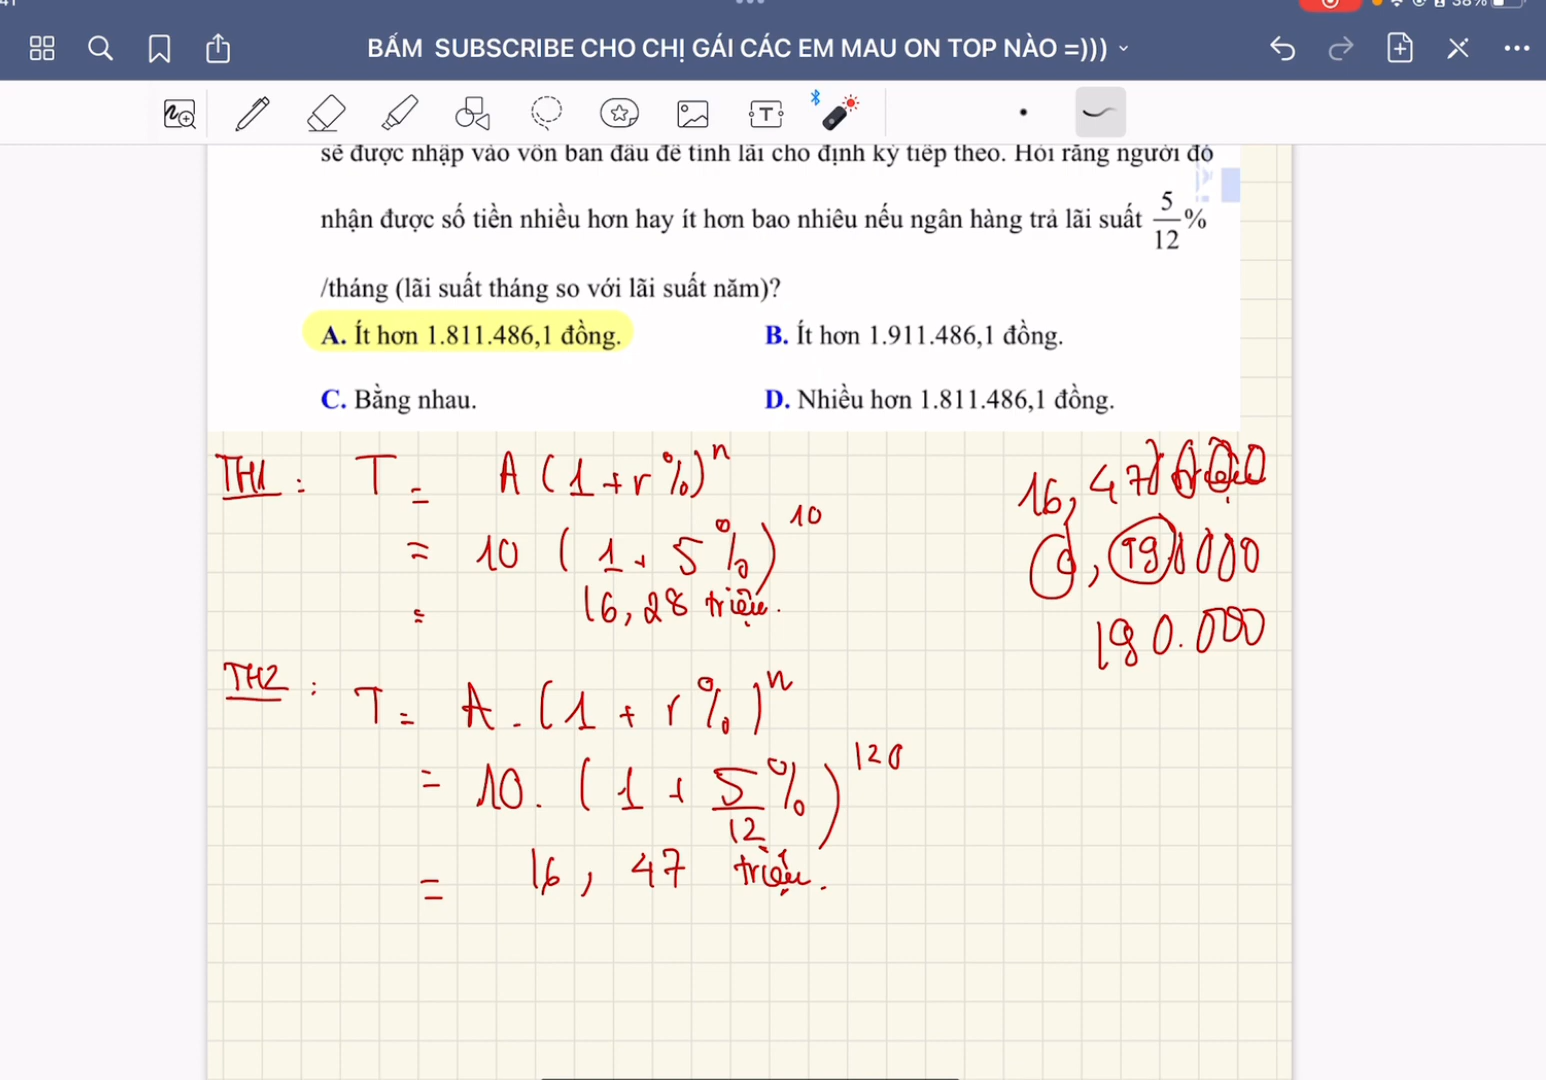 38%
BẤM SUBSCRIBE CHO CHỊ GÁI CÁC EM MAU ON TOP NÀO =)))
T
sẽ được nhập vào vốn ban đầu để tính lãi cho định kỳ tiếp theo. Hỏi rằng người đó
nhận được số tiền nhiều hơn hay ít hơn bao nhiêu nếu ngân hàng trả lãi suất 5/12 %
/tháng (lãi suất tháng so với lãi suất năm)?
A. Ít hơn 1.811.486,1 đồng.
B. Ít hơn 1.911.486,1 đồng.
C. Bằng nhau.
D. Nhiều hơn 1.811.486,1 đồng.
TH1 : T = A (1 + r%)^n
= 10 (1 + 5%)^10
= 16,28 triệu.
TH2 : T = A . (1 + r%)^n
= 10 . (1 + 5/12 %)^120
= 16,47 triệu.
16,47
190.000